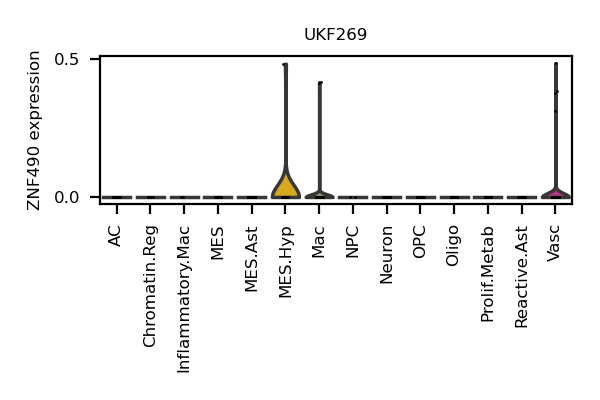 UKF269
ZNF490 expression
0.5
0.0
AC
Chromatin.Reg
Inflammatory.Mac
MES
MES.Ast
MES.Hyp
Mac
NPC
Neuron
OPC
Oligo
Prolif.Metab
Reactive.Ast
Vasc